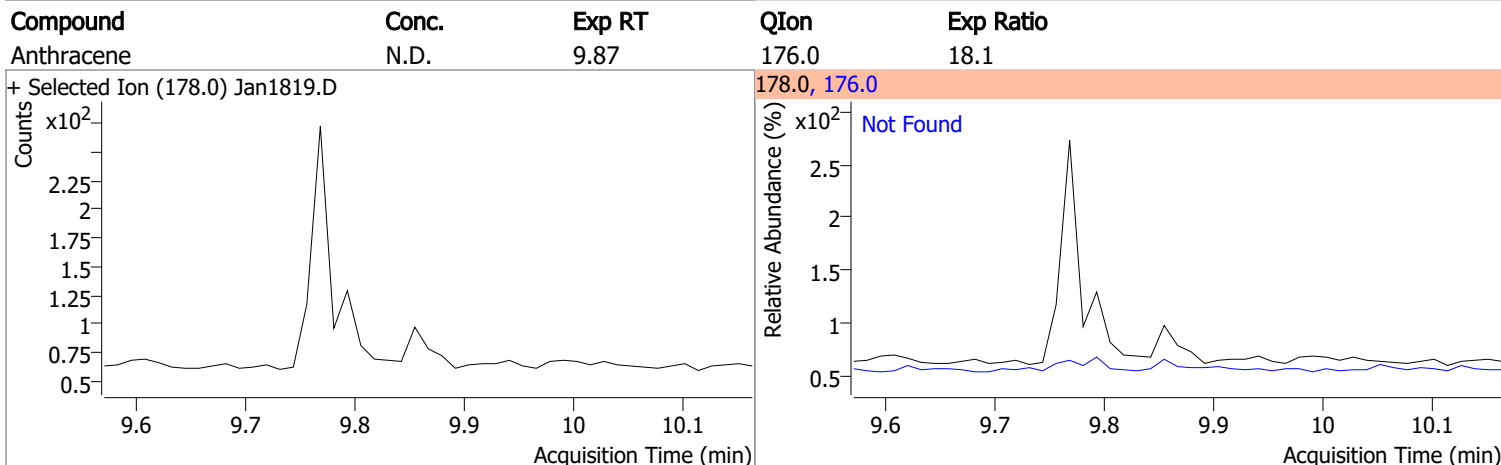 Compound Conc. Exp RT QIon Exp Ratio
Anthracene N.D. 9.87 176.0 18.1
+ Selected Ion (178.0) Jan1819.D
Counts
x10²
2.25
2
1.75
1.5
1.25
1
0.75
0.5
9.6 9.7 9.8 9.9 10 10.1
Acquisition Time (min)
178.0, 176.0
Relative Abundance (%)
x10²
Not Found
2.5
2
1.5
1
0.5
9.6 9.7 9.8 9.9 10 10.1
Acquisition Time (min)